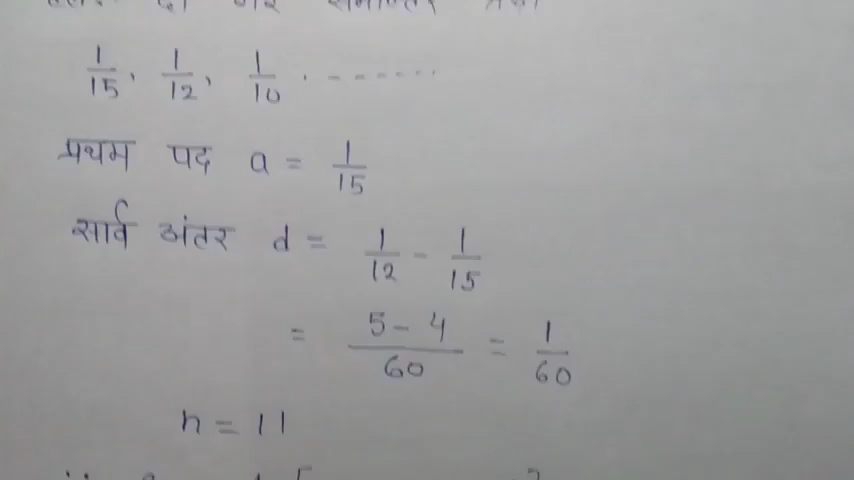 1/15, 1/12, 1/10 .-------
प्रथम पद a = 1/15
सार्व अंतर d = 1/12 - 1/15
= 5-4/60 = 1/60
n = 11